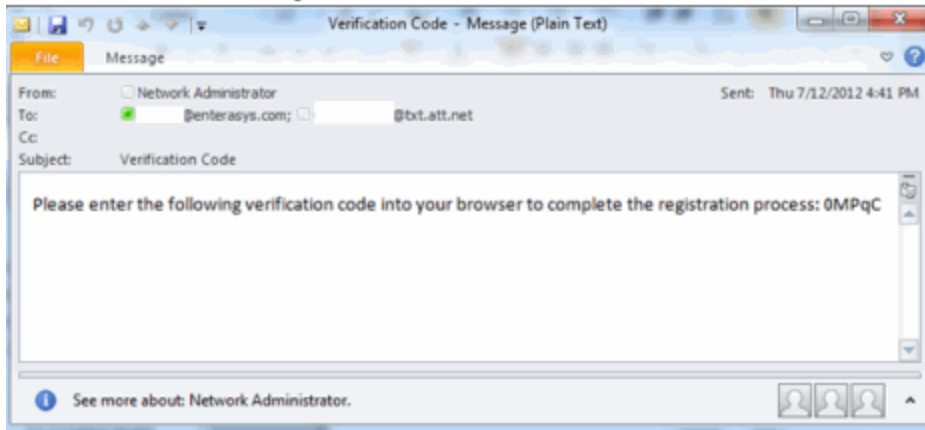 Verification Code - Message (Plain Text)
File Message
From: Network Administrator Sent: Thu 7/12/2012 4:41 PM
To: @enterasys.com; @txt.att.net
Cc:
Subject: Verification Code
Please enter the following verification code into your browser to complete the registration process: 0MPqC
See more about: Network Administrator.